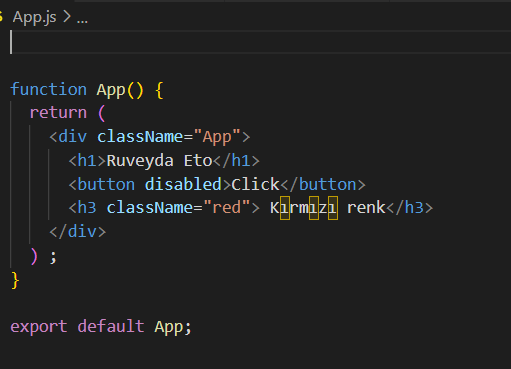 App.js > ...
function App() {
return (
<div className="App">
<h1>Ruveyda Eto</h1>
<button disabled>Click</button>
<h3 className="red"> Kırmızı renk</h3>
</div>
) ;
}
export default App;